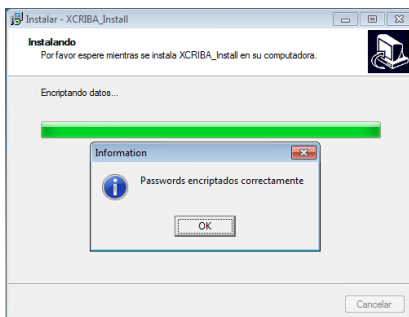 Instalar - XCRIBA_Install
Instalando
Por favor espere mientras se instala XCRIBA_Install en su computadora.
Encriptando datos...
Information
Passwords encriptados correctamente
OK
Cancelar